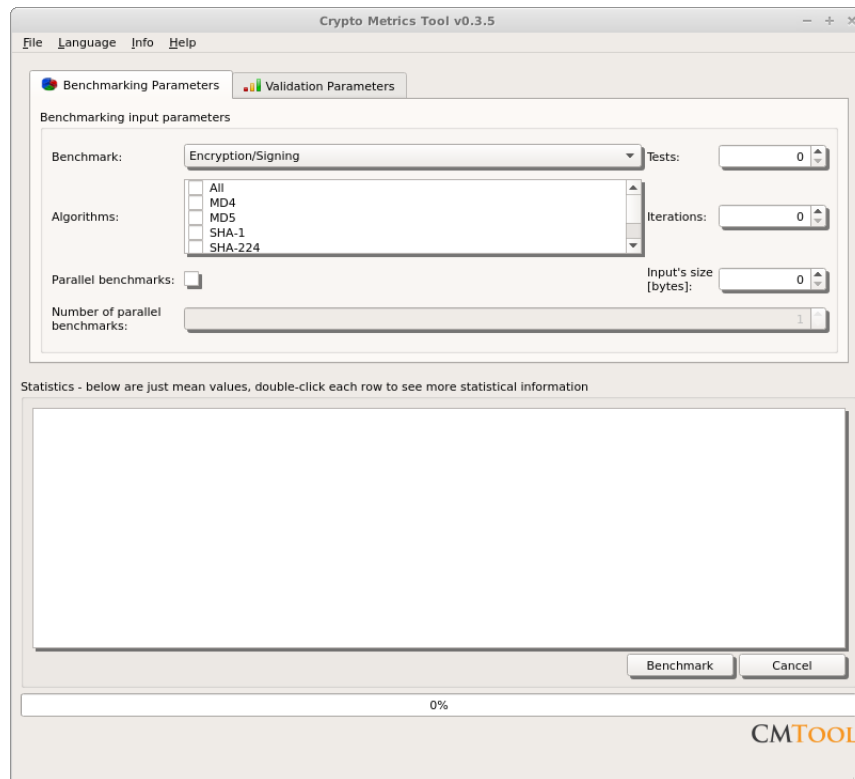 Crypto Metrics Tool v0.3.5
File Language Info Help
Benchmarking Parameters Validation Parameters
Benchmarking input parameters
Benchmark: Encryption/Signing Tests: 0
All
MD4
Algorithms: MD5 Iterations: 0
SHA-1
SHA-224
Parallel benchmarks: Input's size [bytes]: 0
Number of parallel benchmarks: 1
Statistics - below are just mean values, double-click each row to see more statistical information
Benchmark Cancel
0%
CMTOOL